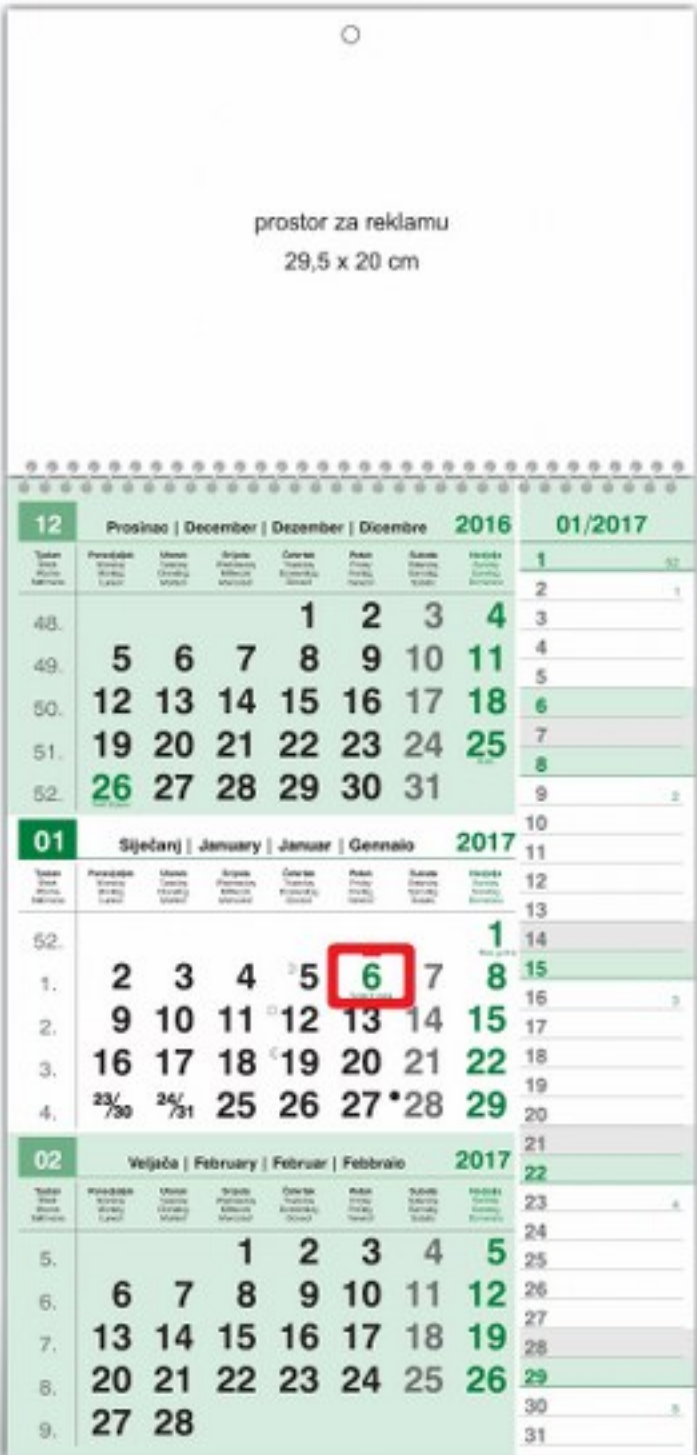 prostor za reklamu
29,5 x 20 cm
12 Prosinac | December | Dezember | Dicembre 2016
48. 1 2 3 4
49. 5 6 7 8 9 10 11
50. 12 13 14 15 16 17 18
51. 19 20 21 22 23 24 25
52. 26 27 28 29 30 31
01 Siječanj | January | Januar | Gennaio 2017
52. 1
1. 2 3 4 5 6 7 8
2. 9 10 11 12 13 14 15
3. 16 17 18 19 20 21 22
4. 23/30 24/31 25 26 27 28 29
02 Veljača | February | Februar | Febbraio 2017
5. 1 2 3 4 5
6. 6 7 8 9 10 11 12
7. 13 14 15 16 17 18 19
8. 20 21 22 23 24 25 26
9. 27 28
01/2017
1 52
2 1
3
4
5
6
7
8
9 2
10
11
12
13
14
15
16 3
17
18
19
20
21
22
23 4
24
25
26
27
28
29
30 5
31